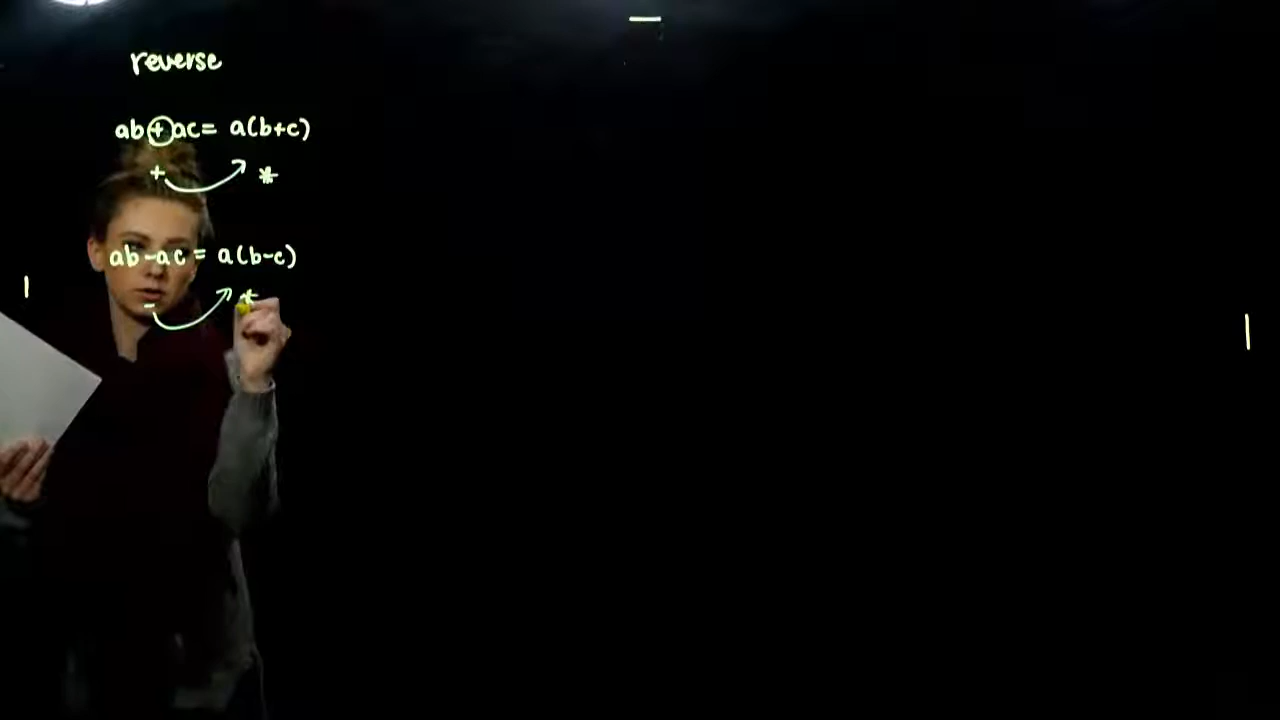 reverse
ab+ac= a(b+c)
+ *
ab-ac= a(b-c)
- *